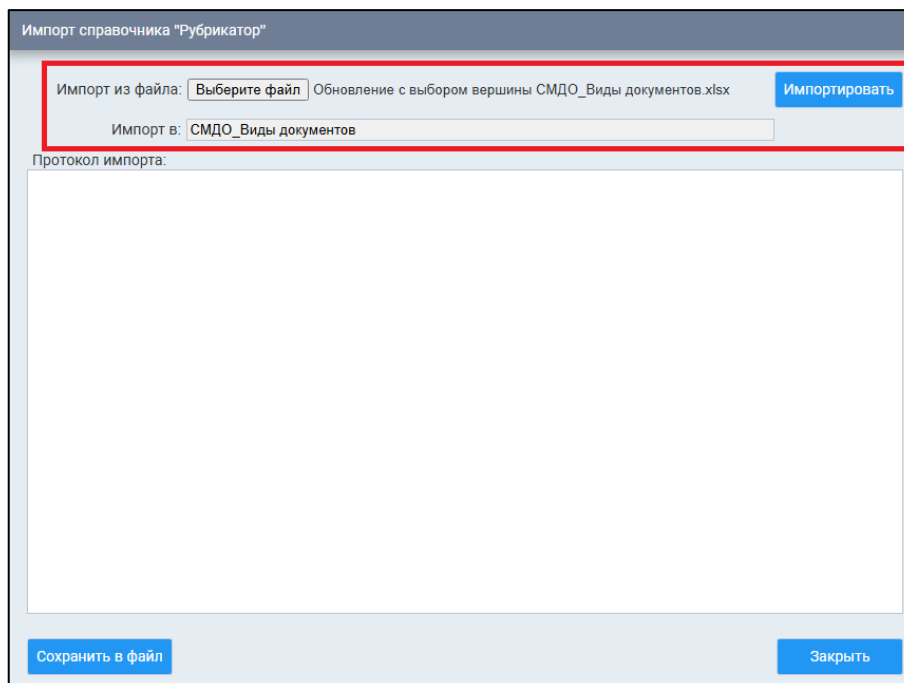 Импорт справочника "Рубрикатор"
Импорт из файла: Выберите файл Обновление с выбором вершины СМДО_Виды документов.xlsx Импортировать
Импорт в: СМДО_Виды документов
Протокол импорта:
Сохранить в файл Закрыть